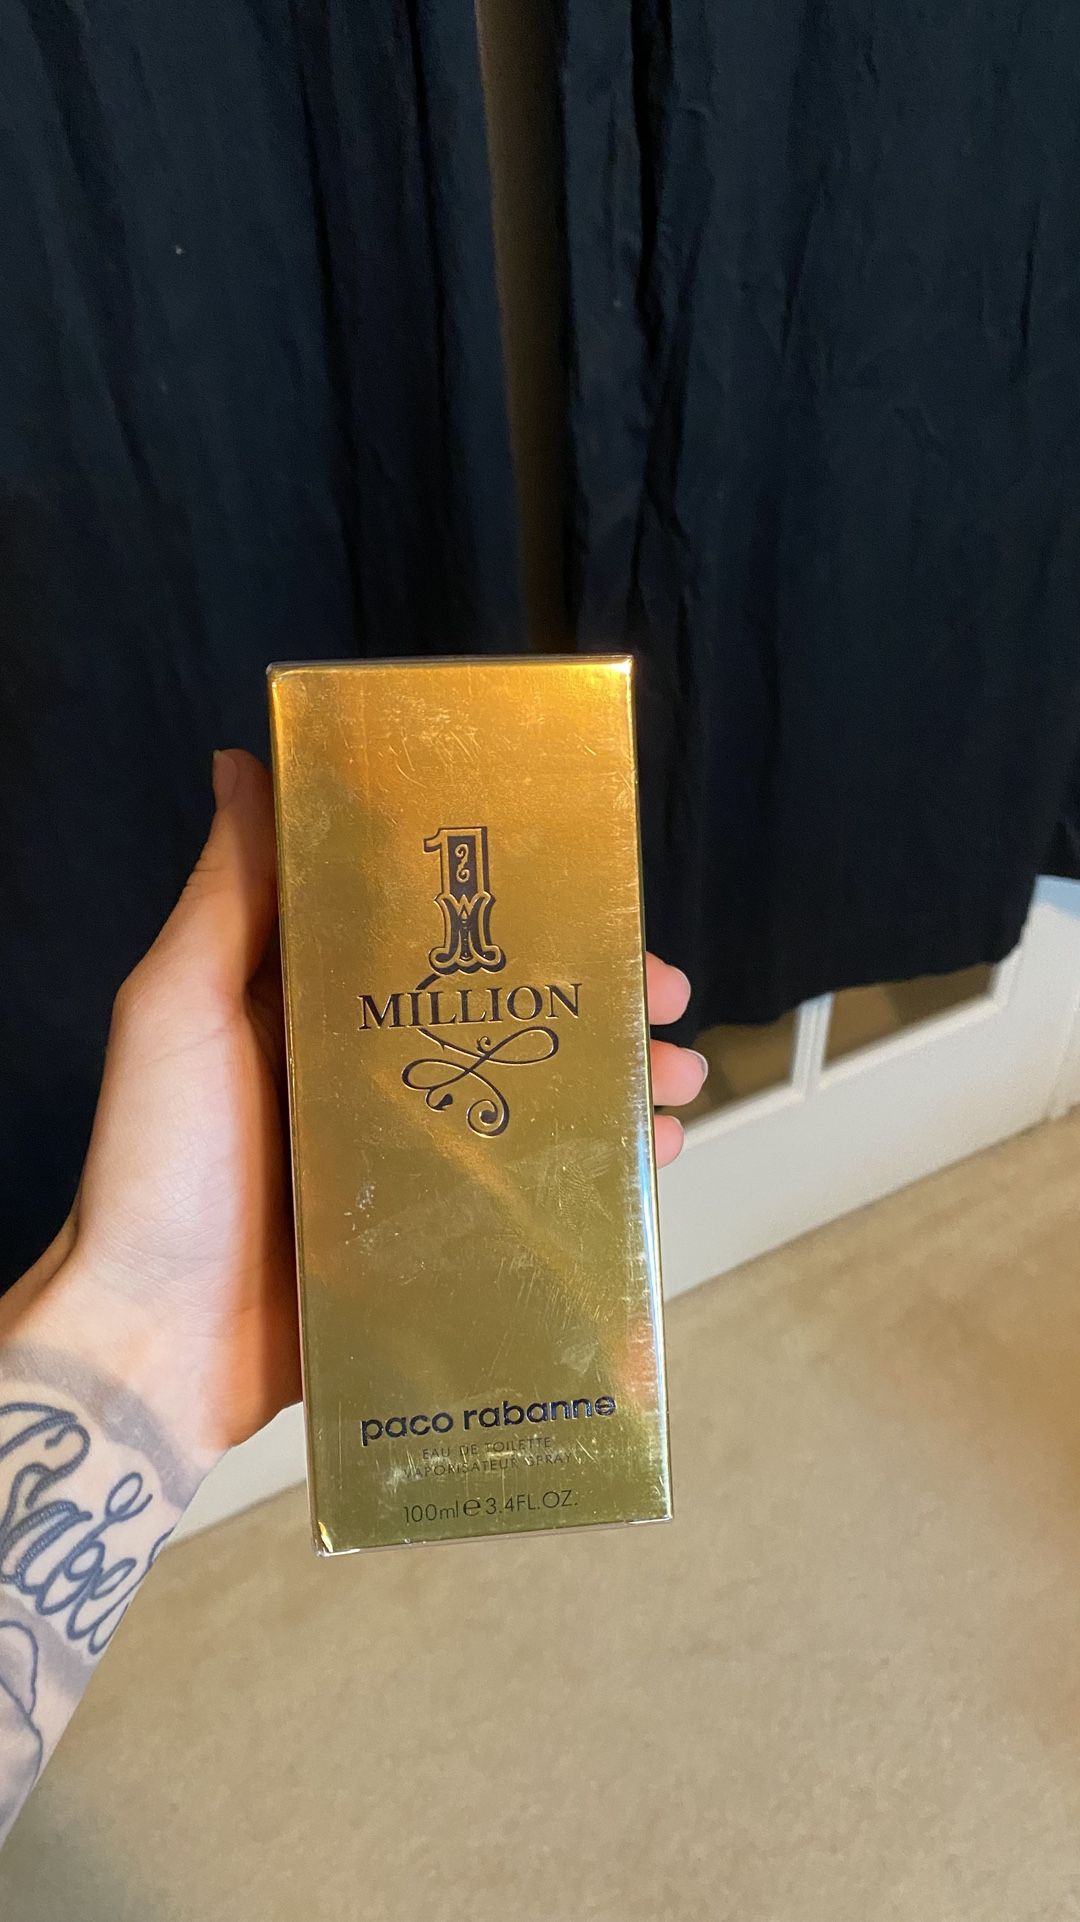 1
MILLION
paco rabanne
EAU DE TOILETTE
VAPORISATEUR SPRAY
100ml e 3.4FL.OZ.